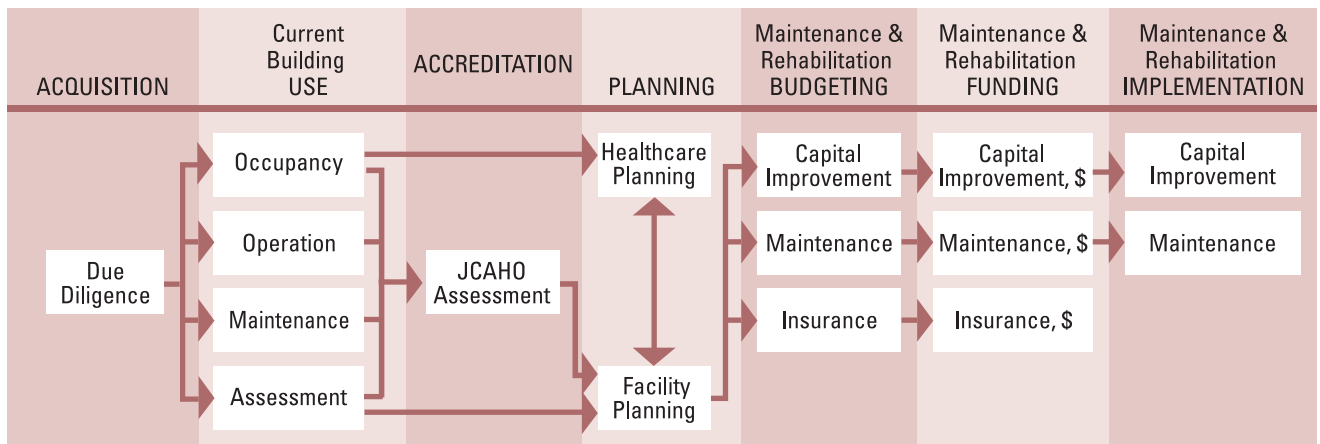 ACQUISITION
Current
Building
USE
ACCREDITATION
PLANNING
Maintenance &
Rehabilitation
BUDGETING
Maintenance &
Rehabilitation
FUNDING
Maintenance &
Rehabilitation
IMPLEMENTATION
Due
Diligence
Occupancy
Operation
Maintenance
Assessment
JCAHO
Assessment
Healthcare
Planning
Facility
Planning
Capital
Improvement
Maintenance
Insurance
Capital
Improvement, $
Maintenance, $
Insurance, $
Capital
Improvement
Maintenance